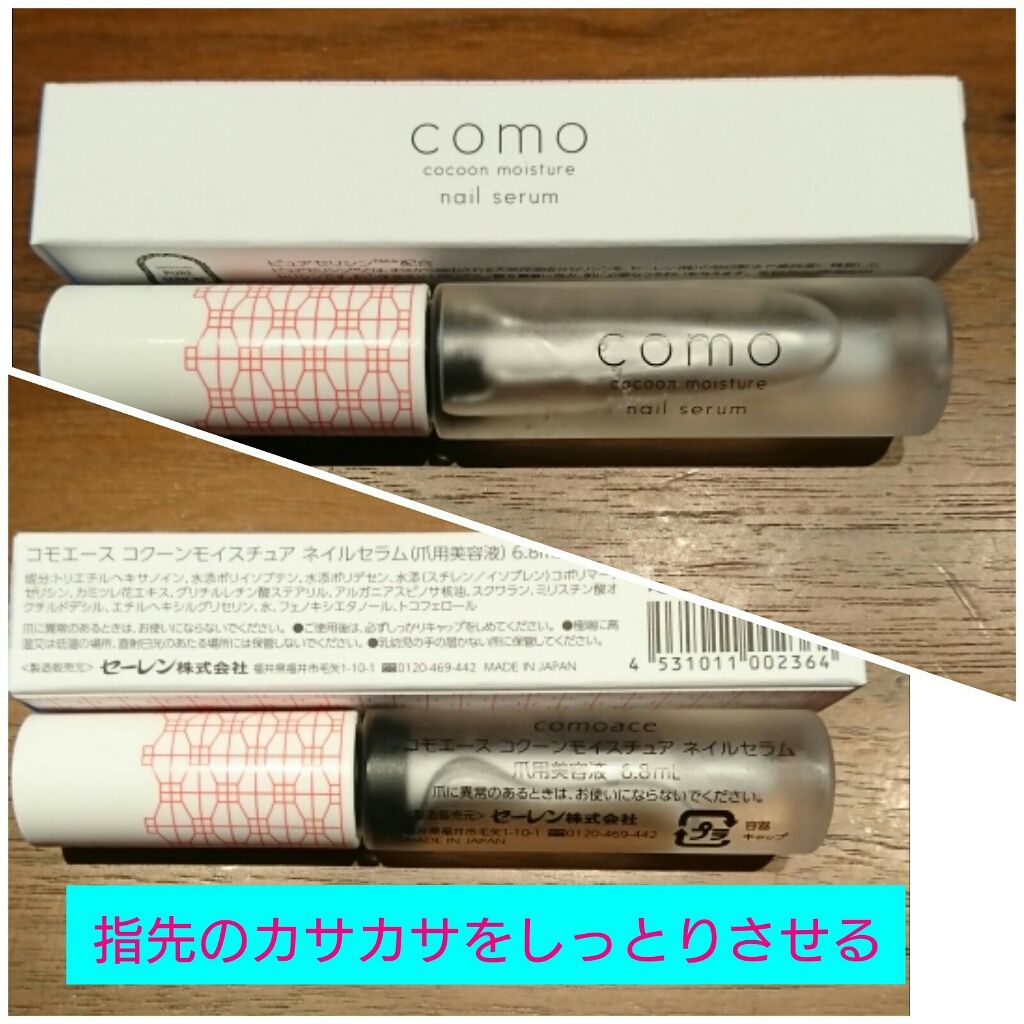 como
cocoon moisture
nail serum
como
cocoon moisture
nail serum
コモエース コクーンモイスチュア ネイルセラム(爪用美容液)
成分:トリエチルヘキサノイン、水添ポリイソブテン、水添ポリデセン、水添(スチレン/イソプレン)コポリマー、
ゼリシン、カミツレ花エキス、グリチルレチン酸ステアリル、アルガニアスピノサ核油、スクワラン、ミリスチン酸オ
クチルドデシル、エチルヘキシルグリセリン、水、フェノキシエタノール、トコフェロール
爪に異常のあるときは、お使いにならないでください。●ご使用後は、必ずしっかりキャップをしめてください。●極端に高
温又は低温の場所、直射日光のあたる場所には保管しないでください。●乳幼児の手の届かない所に保管してください。
<製造販売元> セーレン株式会社 福井県福井市毛矢1-10-1 0120-469-442 MADE IN JAPAN
4 531011 002364
comoace
コモエース コクーンモイスチュア ネイルセラム
爪用美容液 6.8mL
爪に異常のあるときは、お使いにならないでください。
製造販売元> セーレン株式会社
福井県福井市毛矢1-10-1 0120-469-442
MADE IN JAPAN
プラ
容器
キャップ
指先のカサカサをしっとりさせる